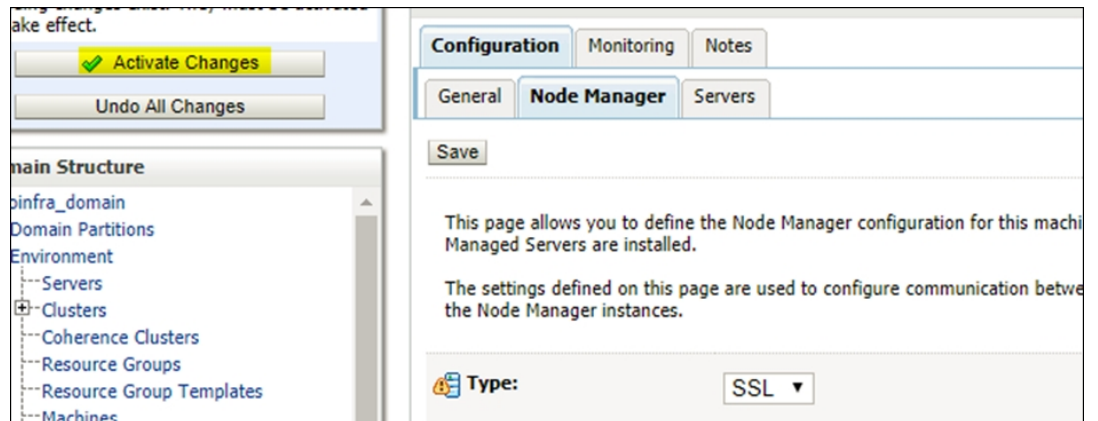 ake effect.
Activate Changes
Undo All Changes
main Structure
oinfra_domain
Domain Partitions
Environment
Servers
Clusters
Coherence Clusters
Resource Groups
Resource Group Templates
Machines
Configuration Monitoring Notes
General Node Manager Servers
Save
This page allows you to define the Node Manager configuration for this machi
Managed Servers are installed.
The settings defined on this page are used to configure communication betwe
the Node Manager instances.
Type: SSL